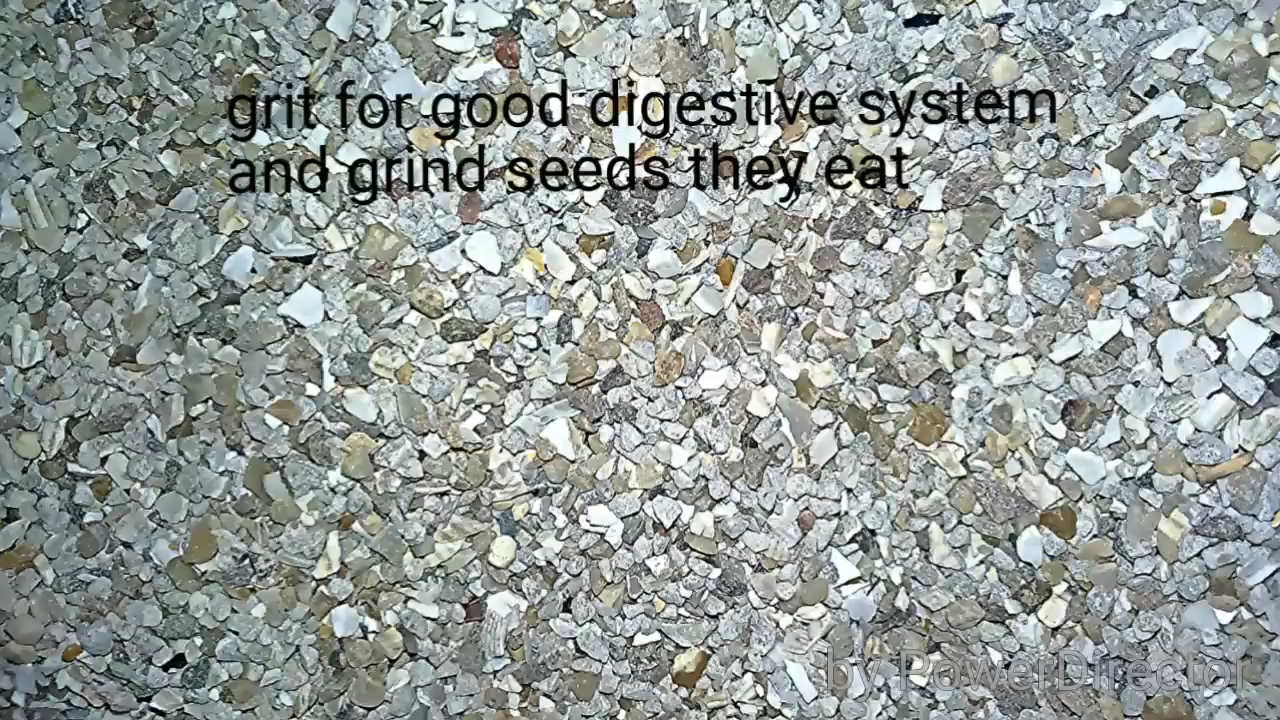 grit for good digestive system
and grind seeds they eat
by PowerDirector